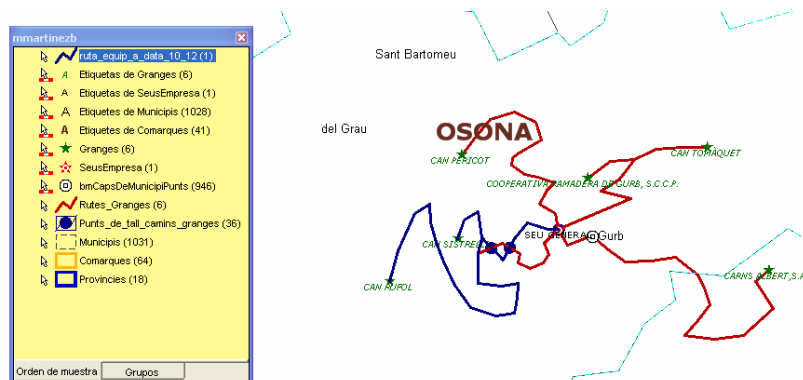 mmartinezb
ruta_equip_a_data_10_12 (1)
Etiquetas de Granges (6)
Etiquetes de SeusEmpresa (1)
Etiquetes de Municipis (1028)
Etiquetas de Comarques (41)
Granges (6)
SeusEmpresa (1)
bmCapsDeMunicipiPunts (946)
Rutes_Granges (6)
Punts_de_tall_camins_granges (36)
Municipis (1031)
Comarques (64)
Provincies (18)
Orden de muestra
Grupos
Sant Bartomeu
del Grau
OSONA
CAN PERICOT
CAN TOMÀQUET
COOPERATIVA RAMADERA DE GURB, S.C.C.P.
SEU GENERAL
Gurb
CAN SISTRE
CAN RUFOL
CARNS ALBERT, S.A.